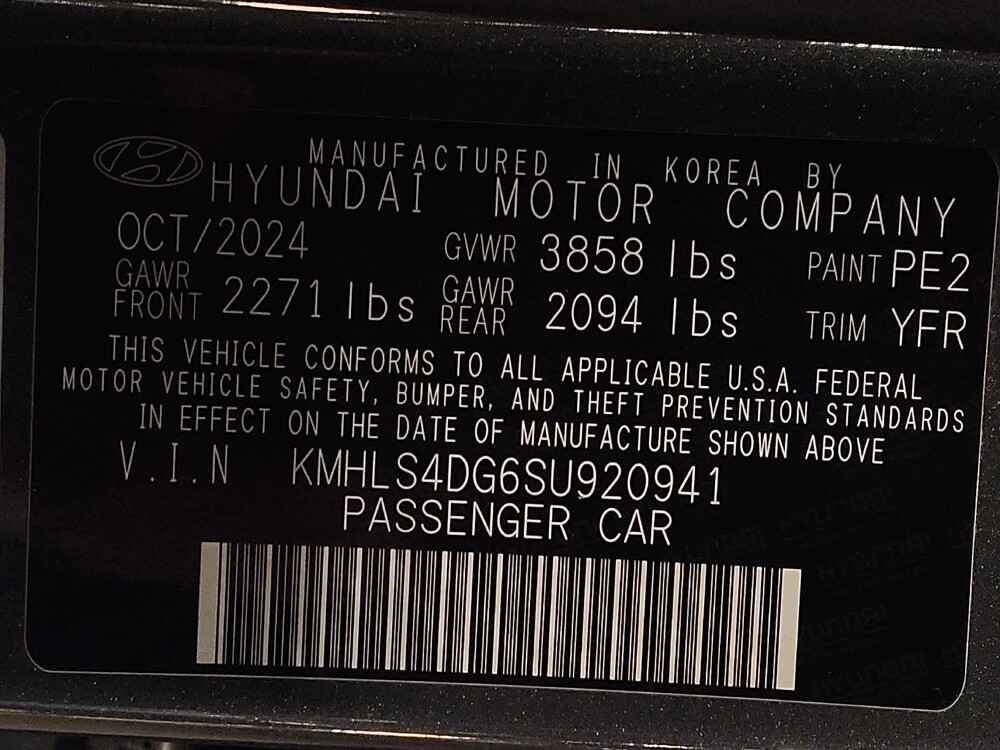 MANUFACTURED IN KOREA BY
HYUNDAI MOTOR COMPANY
OCT/2024 GVWR 3858 lbs PAINT PE2
GAWR FRONT 2271 lbs GAWR REAR 2094 lbs TRIM YFR
THIS VEHICLE CONFORMS TO ALL APPLICABLE U.S.A. FEDERAL
MOTOR VEHICLE SAFETY, BUMPER, AND THEFT PREVENTION STANDARDS
IN EFFECT ON THE DATE OF MANUFACTURE SHOWN ABOVE
V.I.N KMHLS4DG6SU920941
PASSENGER CAR